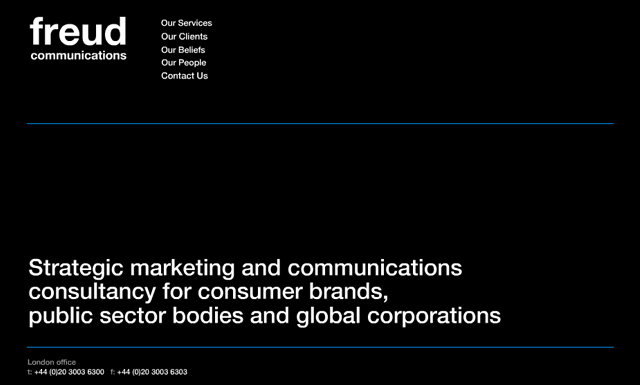 freud
communications
Our Services
Our Clients
Our Beliefs
Our People
Contact Us
Strategic marketing and communications
consultancy for consumer brands,
public sector bodies and global corporations
London office
t: +44 (0)20 3003 6300 f: +44 (0)20 3003 6303